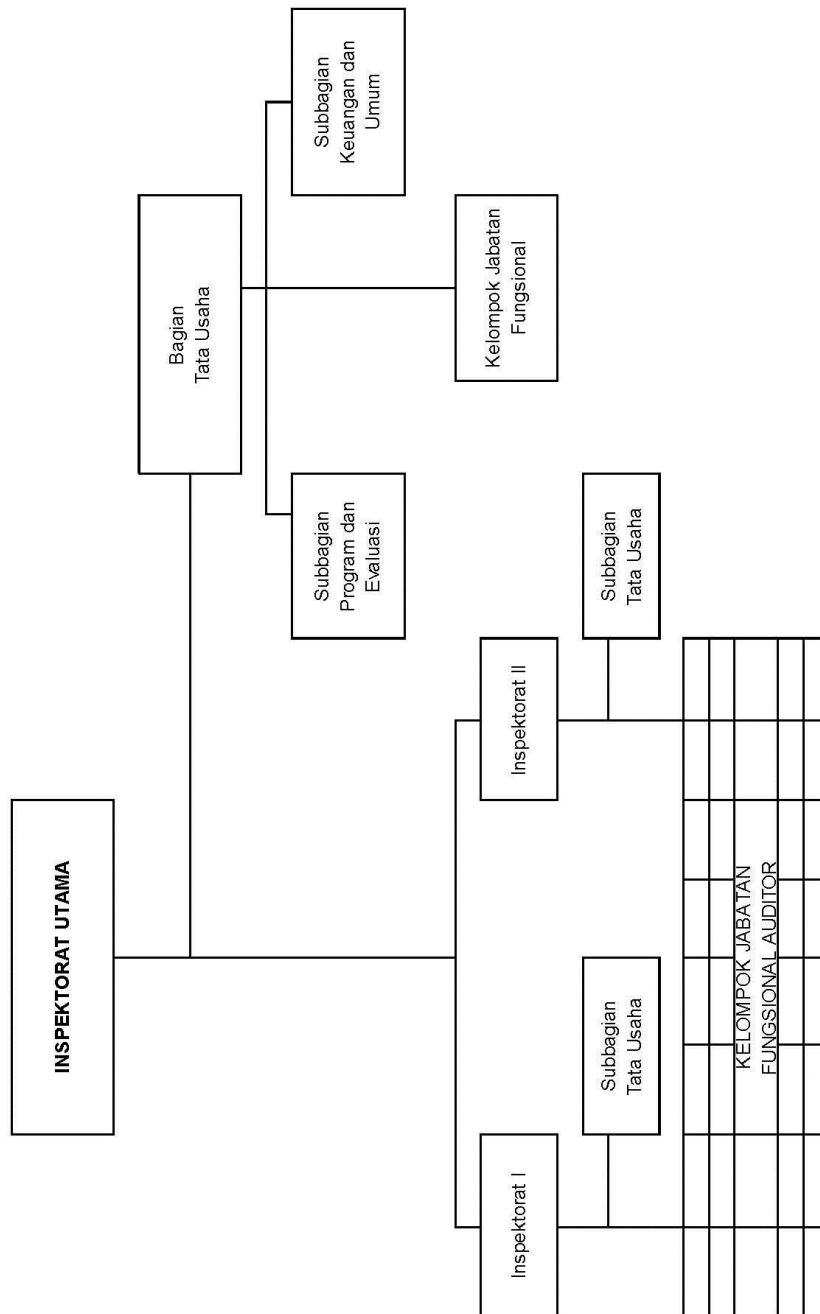 INSPEKTORAT UTAMA
Bagian
Tata Usaha
Subbagian
Program dan
Evaluasi
Subbagian
Keuangan dan
Umum
Kelompok Jabatan
Fungsional
Inspektorat I
Inspektorat II
Subbagian
Tata Usaha
Subbagian
Tata Usaha
KELOMPOK JABATAN
FUNGSIONAL AUDITOR